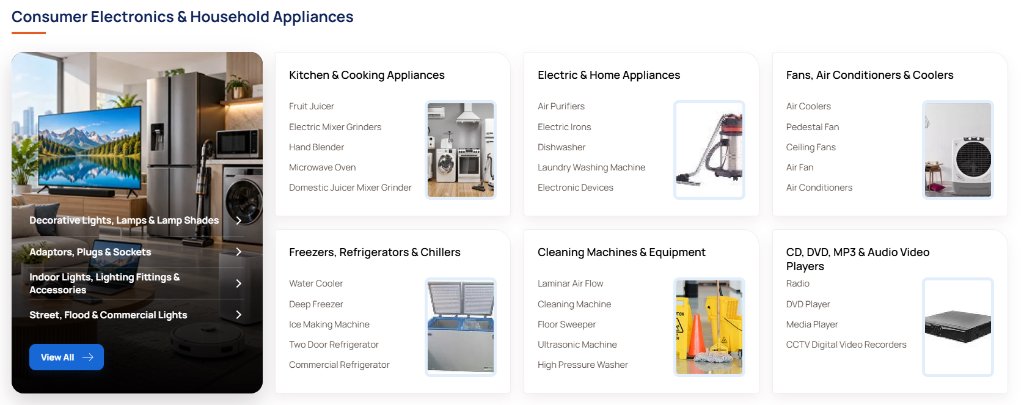 Consumer Electronics & Household Appliances
Decorative Lights, Lamps & Lamp Shades
Adaptors, Plugs & Sockets
Indoor Lights, Lighting Fittings &
Accessories
Street, Flood & Commercial Lights
View All
Kitchen & Cooking Appliances
Fruit Juicer
Electric Mixer Grinders
Hand Blender
Microwave Oven
Domestic Juicer Mixer Grinder
Electric & Home Appliances
Air Purifiers
Electric Irons
Dishwasher
Laundry Washing Machine
Electronic Devices
Fans, Air Conditioners & Coolers
Air Coolers
Pedestal Fan
Ceiling Fans
Air Fan
Air Conditioners
Freezers, Refrigerators & Chillers
Water Cooler
Deep Freezer
Ice Making Machine
Two Door Refrigerator
Commercial Refrigerator
Cleaning Machines & Equipment
Laminar Air Flow
Cleaning Machine
Floor Sweeper
Ultrasonic Machine
High Pressure Washer
CD, DVD, MP3 & Audio Video
Players
Radio
DVD Player
Media Player
CCTV Digital Video Recorders